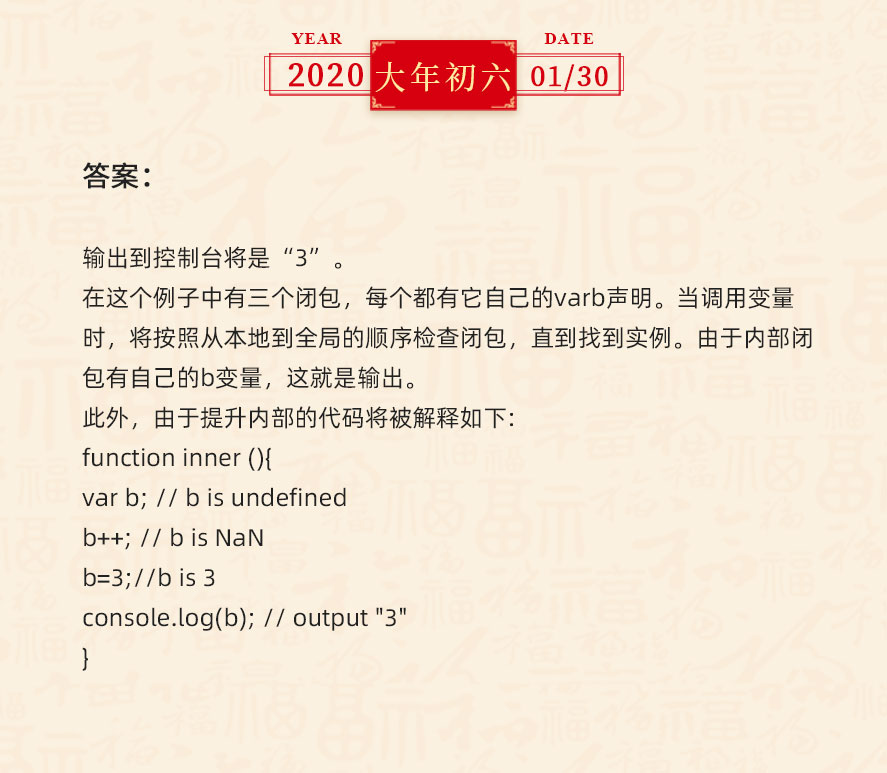 YEAR
DATE
2020
大年初六
01/30
答案：
输出到控制台将是“3”。
在这个例子中有三个闭包，每个都有它自己的varb声明。当调用变量
时，将按照从本地到全局的顺序检查闭包，直到找到实例。由于内部闭
包有自己的b变量，这就是输出。
此外，由于提升内部的代码将被解释如下：
function inner (){
var b; // b is undefined
b++; // b is NaN
b=3;//b is 3
console.log(b); // output "3"
}